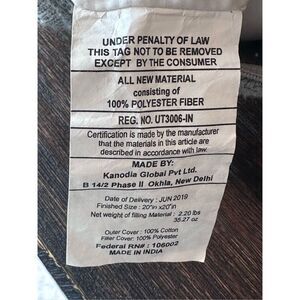 UNDER PENALTY OF LAW
THIS TAG NOT TO BE REMOVED
EXCEPT BY THE CONSUMER
ALL NEW MATERIAL
consisting of
100% POLYESTER FIBER
REG. NO. UT3006-IN
Certification is made by the manufacturer
that the materials in this article are
described in accordance with law.
MADE BY:
Kanodia Global Pvt Ltd.
B 14/2 Phase II Okhla, New Delhi
Date of Delivery : JUN 2019
Finished Size : 20"in x20"in
Net weight of filling Material : 2.20 lbs
35.27 oz
Outer Cover : 100% Cotton
Filler Cover : 100% Polyester
Federal RN# : 106002
MADE IN INDIA